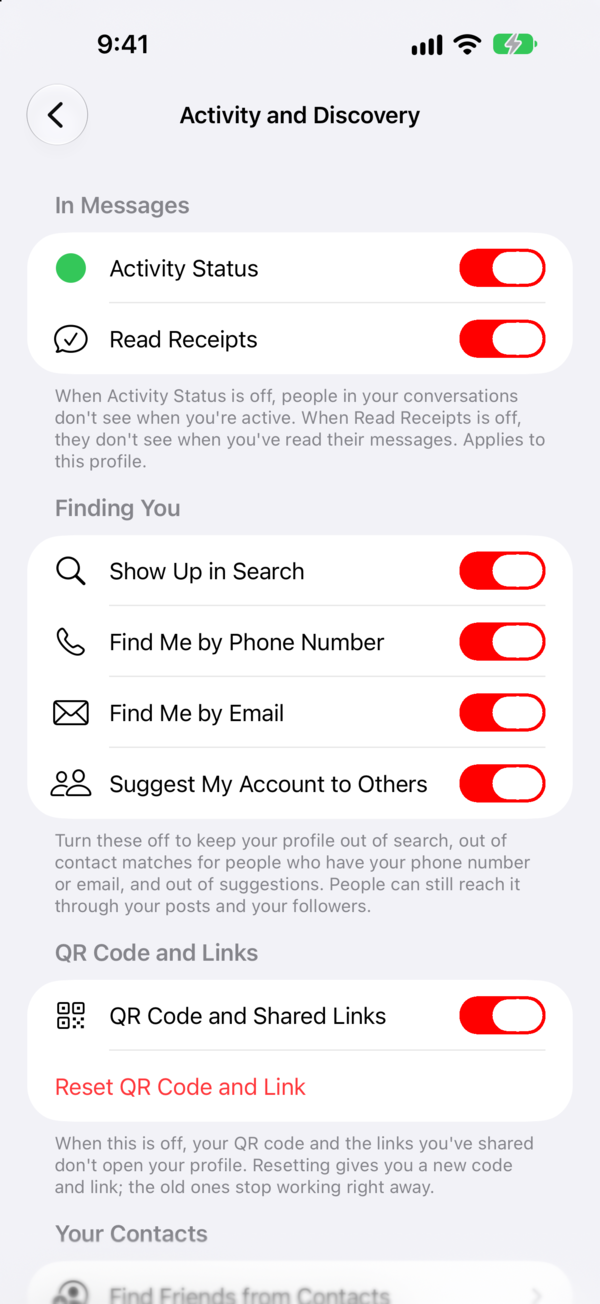 9:41
Activity and Discovery
In Messages
Activity Status
Read Receipts
When Activity Status is off, people in your conversations
don't see when you're active. When Read Receipts is off,
they don't see when you've read their messages. Applies to
this profile.
Finding You
Show Up in Search
Find Me by Phone Number
Find Me by Email
Suggest My Account to Others
Turn these off to keep your profile out of search, out of
contact matches for people who have your phone number
or email, and out of suggestions. People can still reach it
through your posts and your followers.
QR Code and Links
QR Code and Shared Links
Reset QR Code and Link
When this is off, your QR code and the links you've shared
don't open your profile. Resetting gives you a new code
and link; the old ones stop working right away.
Your Contacts
Find Friends from Contacts